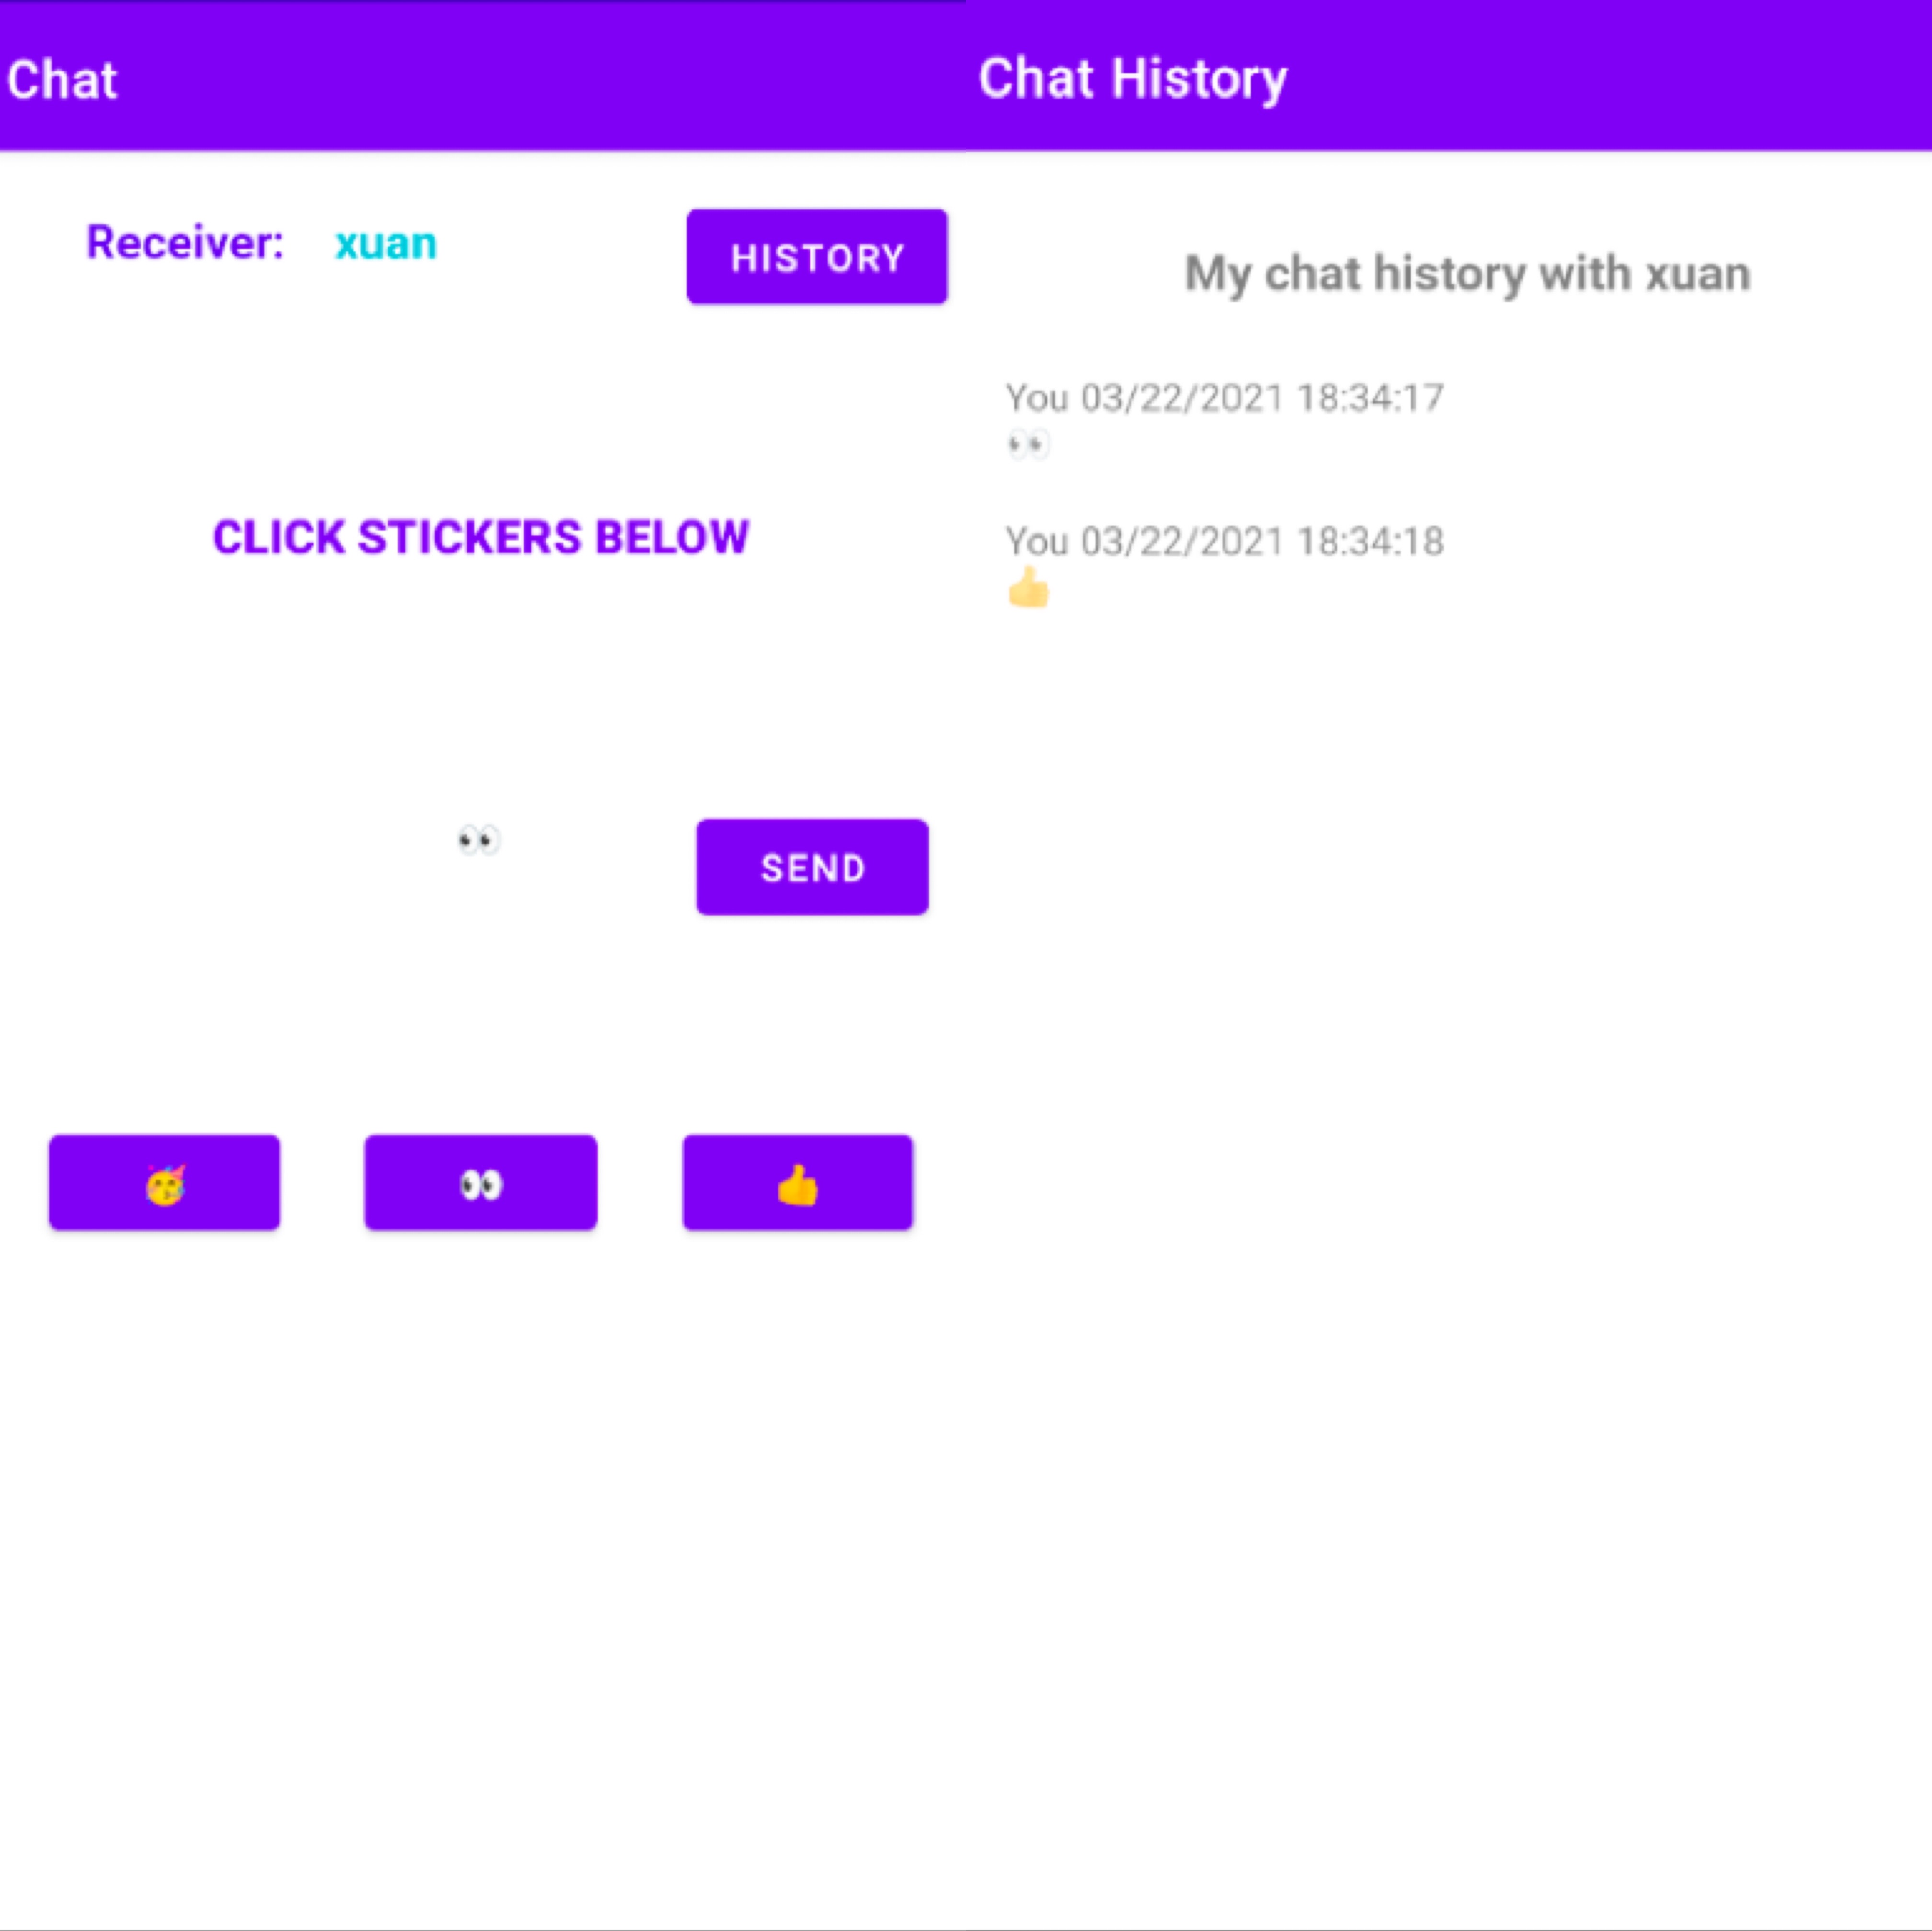 Chat
Receiver: xuan
HISTORY
CLICK STICKERS BELOW
👀
SEND
🥳 👀 👍
Chat History
My chat history with xuan
You 03/22/2021 18:34:17
👀
You 03/22/2021 18:34:18
👍